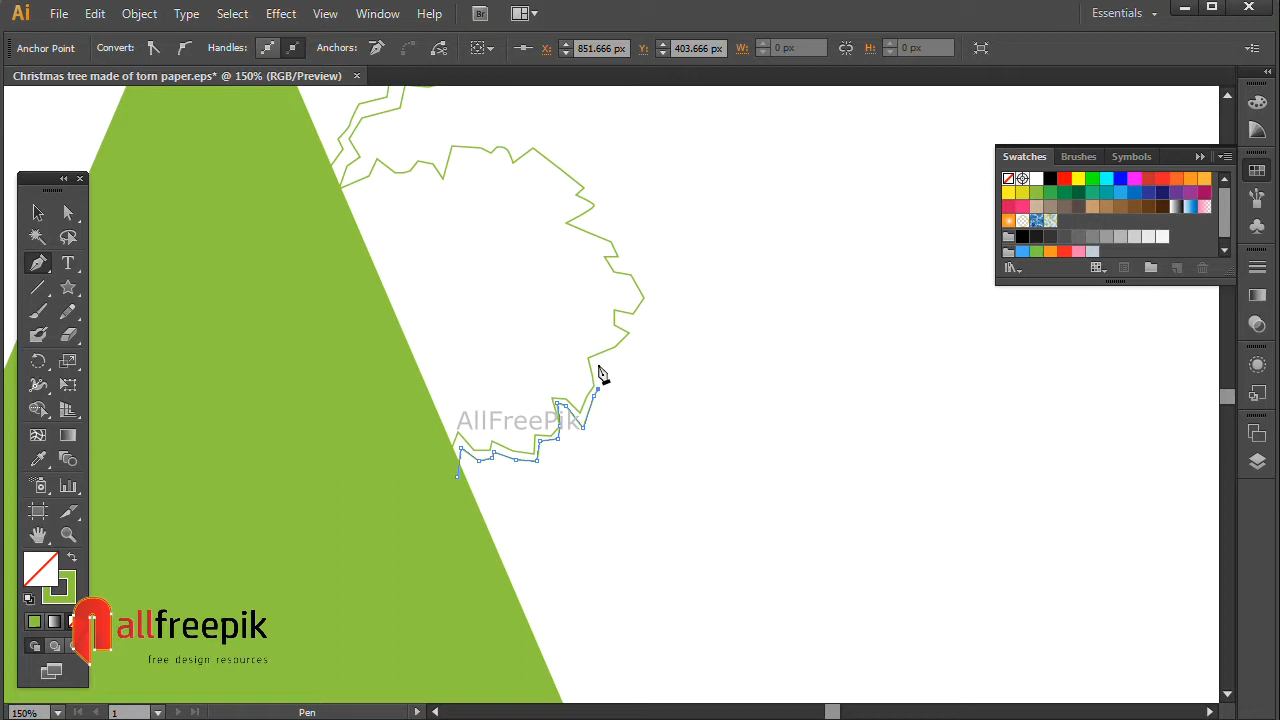 Ai File Edit Object Type Select Effect View Window Help Br Essentials
Anchor Point Convert: Handles: Anchors: X: 851.666 px Y: 403.666 px W: 0 px H: 0 px
Christmas tree made of torn paper.eps* @ 150% (RGB/Preview)
Swatches Brushes Symbols
T
AllFreePik
allfreepik
free design resources
150% 1 Pen